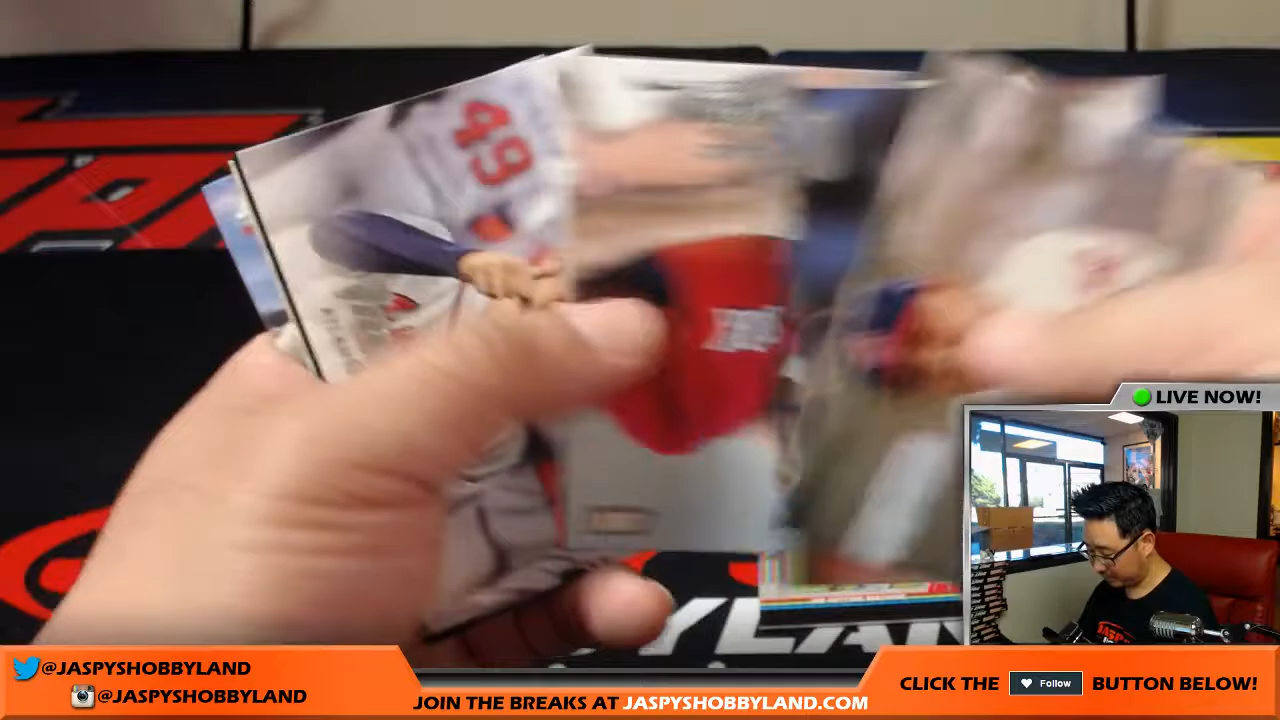 49
LIVE NOW!
@JASPYSHOBBYLAND
@JASPYSHOBBYLAND
JOIN THE BREAKS AT JASPYSHOBBYLAND.COM
CLICK THE Follow BUTTON BELOW!